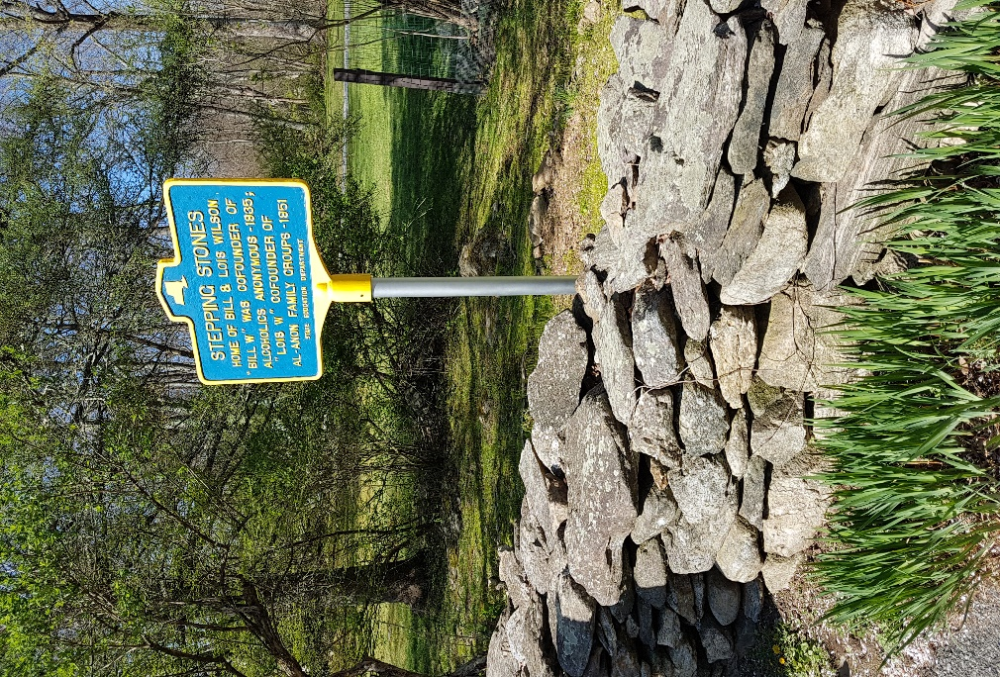 STEPPING STONES
HOME OF BILL & LOIS WILSON
"BILL W" WAS COFOUNDER OF
ALCOHOLICS ANONYMOUS -1935;
"LOIS W" COFOUNDER OF
AL-ANON FAMILY GROUPS -1951
STATE EDUCATION DEPARTMENT